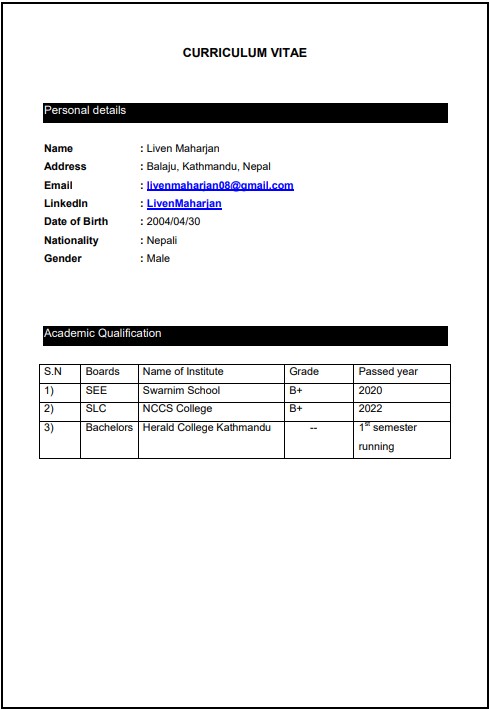 CURRICULUM VITAE
Personal details
Name : Liven Maharjan
Address : Balaju, Kathmandu, Nepal
Email : livenmaharjan08@gmail.com
LinkedIn : LivenMaharjan
Date of Birth : 2004/04/30
Nationality : Nepali
Gender : Male
Academic Qualification
S.N Boards Name of Institute Grade Passed year
1) SEE Swarnim School B+ 2020
2) SLC NCCS College B+ 2022
3) Bachelors Herald College Kathmandu -- 1st semester
running